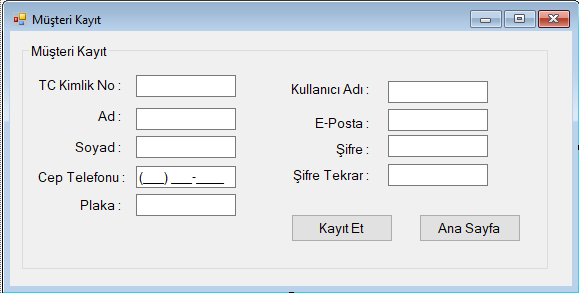 Müşteri Kayıt
Müşteri Kayıt
TC Kimlik No :
Ad :
Soyad :
Cep Telefonu : (___) ___-____
Plaka :
Kullanıcı Adı :
E-Posta :
Şifre :
Şifre Tekrar :
Kayıt Et
Ana Sayfa